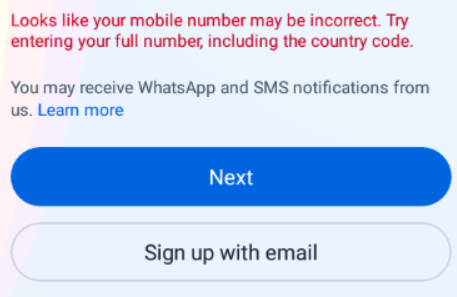 Looks like your mobile number may be incorrect. Try
entering your full number, including the country code.
You may receive WhatsApp and SMS notifications from
us. Learn more
Next
Sign up with email